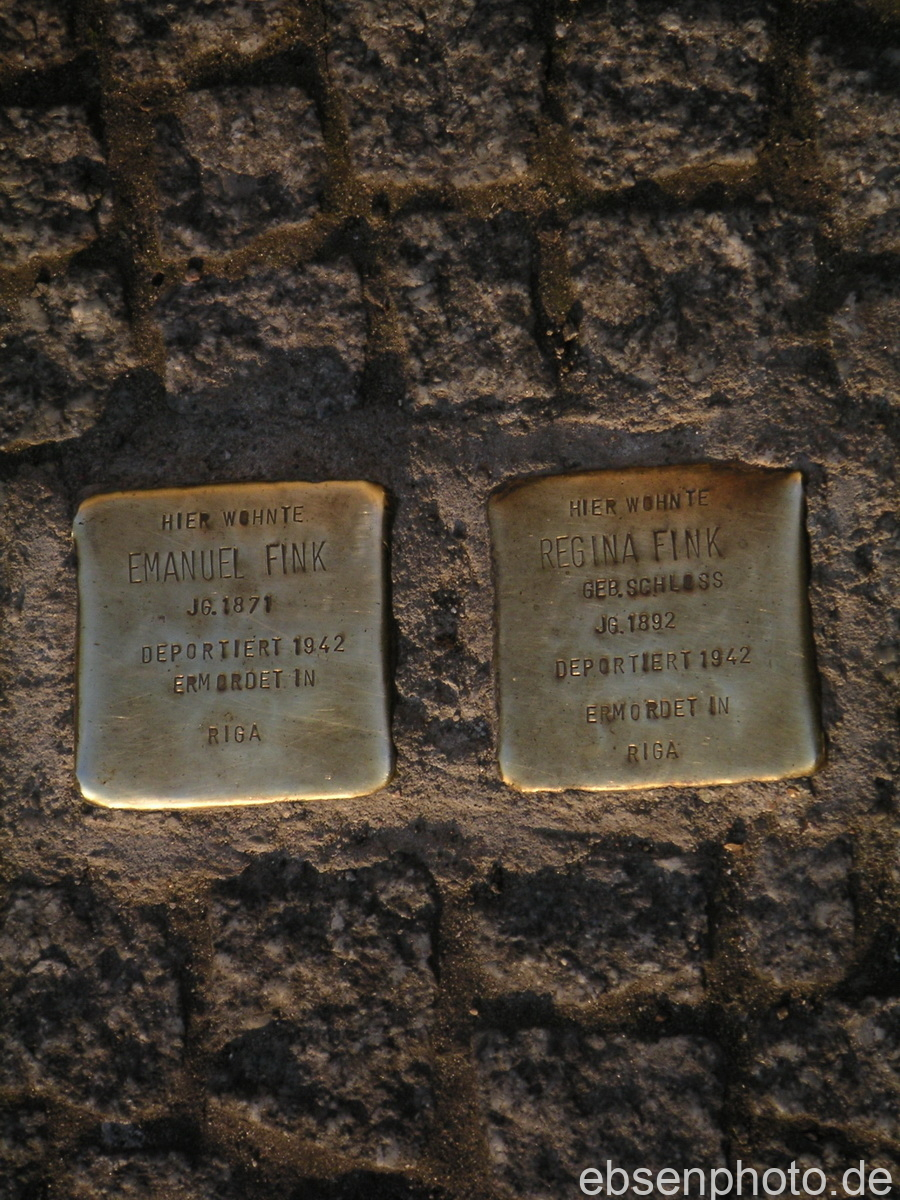 HIER WOHNTE
EMANUEL FINK
JG. 1871
DEPORTIERT 1942
ERMORDET IN
RIGA
HIER WOHNTE
REGINA FINK
GEB. SCHLOSS
JG. 1892
DEPORTIERT 1942
ERMORDET IN
RIGA
ebsenphoto.de